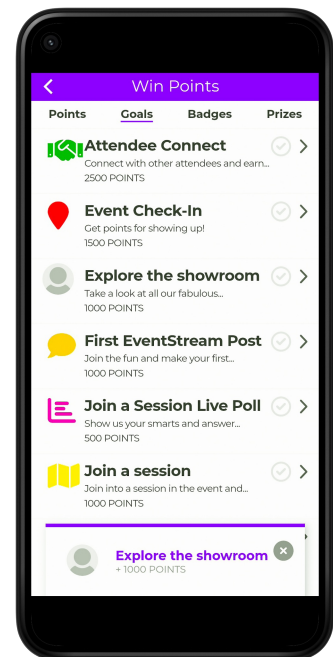 Win Points
Points Goals Badges Prizes
Attendee Connect
Connect with other attendees and earn...
2500 POINTS
Event Check-In
Get points for showing up!
1500 POINTS
Explore the showroom
Take a look at all our fabulous...
1000 POINTS
First EventStream Post
Join the fun and make your first...
1000 POINTS
Join a Session Live Poll
Show us your smarts and answer...
500 POINTS
Join a session
Join into a session in the event and...
1000 POINTS
Explore the showroom
+ 1000 POINTS